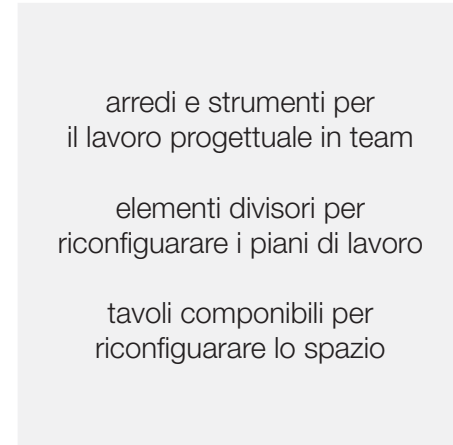 arredi e strumenti per
il lavoro progettuale in team
elementi divisori per
riconfiguarare i piani di lavoro
tavoli componibili per
riconfiguarare lo spazio